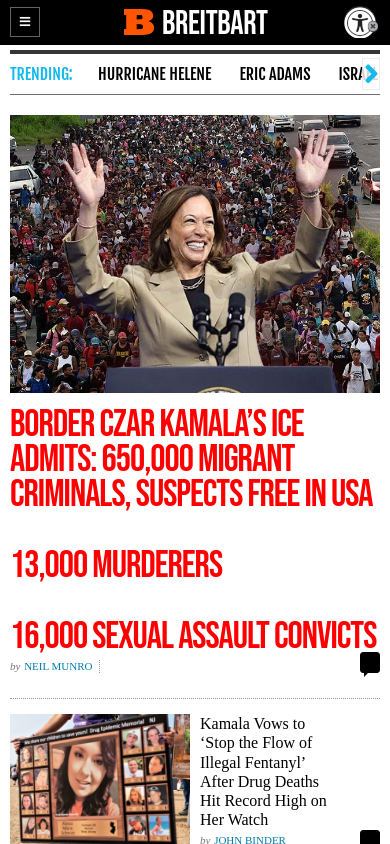 BREITBART
TRENDING: HURRICANE HELENE ERIC ADAMS ISRA
BORDER CZAR KAMALA’S ICE
ADMITS: 650,000 MIGRANT
CRIMINALS, SUSPECTS FREE IN USA
13,000 MURDERERS
16,000 SEXUAL ASSAULT CONVICTS
by NEIL MUNRO
Kamala Vows to
‘Stop the Flow of
Illegal Fentanyl’
After Drug Deaths
Hit Record High on
Her Watch
by JOHN BINDER